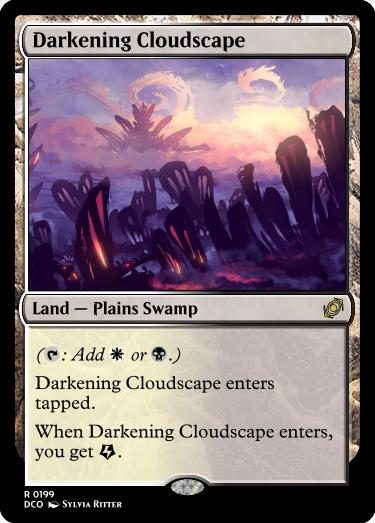 Darkening Cloudscape
Land — Plains Swamp
(: Add or .)
Darkening Cloudscape enters
tapped.
When Darkening Cloudscape enters,
you get .
R 0199
DCO SYLVIA RITTER